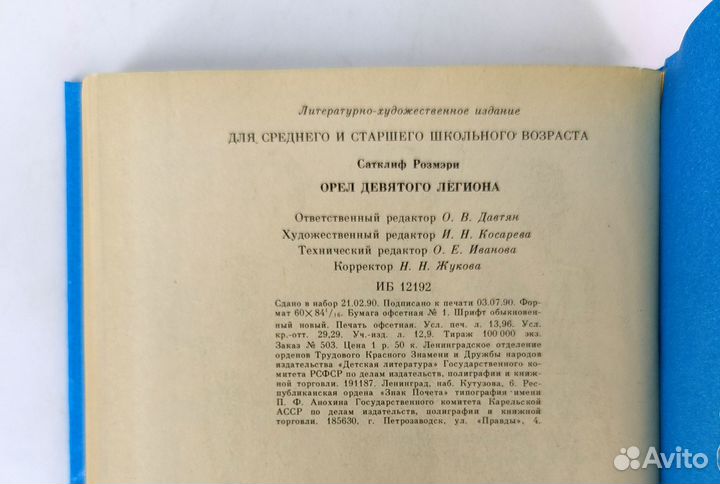 Литературно-художественное издание
ДЛЯ СРЕДНЕГО И СТАРШЕГО ШКОЛЬНОГО ВОЗРАСТА
Сатклиф Розмэри
ОРЕЛ ДЕВЯТОГО ЛЕГИОНА
Ответственный редактор О. В. Давтян
Художественный редактор И. Н. Косарева
Технический редактор О. Е. Иванова
Корректор Н. Н. Жукова
ИБ 12192
Сдано в набор 21.02.90. Подписано к печати 03.07.90. Фор-
мат 60×84¹/₁₆. Бумага офсетная № 1. Шрифт обыкновен-
ный новый. Печать офсетная. Усл. печ. л. 13,96. Усл.
кр.-отт. 29,29. Уч.-изд. л. 12,9. Тираж 100 000 экз.
Заказ № 503. Цена 1 р. 50 к. Ленинградское отделение
орденов Трудового Красного Знамени и Дружбы народов
издательства «Детская литература» Государственного ко-
комитета РСФСР по делам издательств, полиграфии и книж-
ной торговли. 191187. Ленинград, наб. Кутузова, 6. Рес-
публиканская ордена «Знак Почета» типография имени
П. Ф. Анохина Государственного комитета Карельской
АССР по делам издательств, полиграфии и книжной
торговли. 185630, г. Петрозаводск, ул. «Правды», 4.
Avito